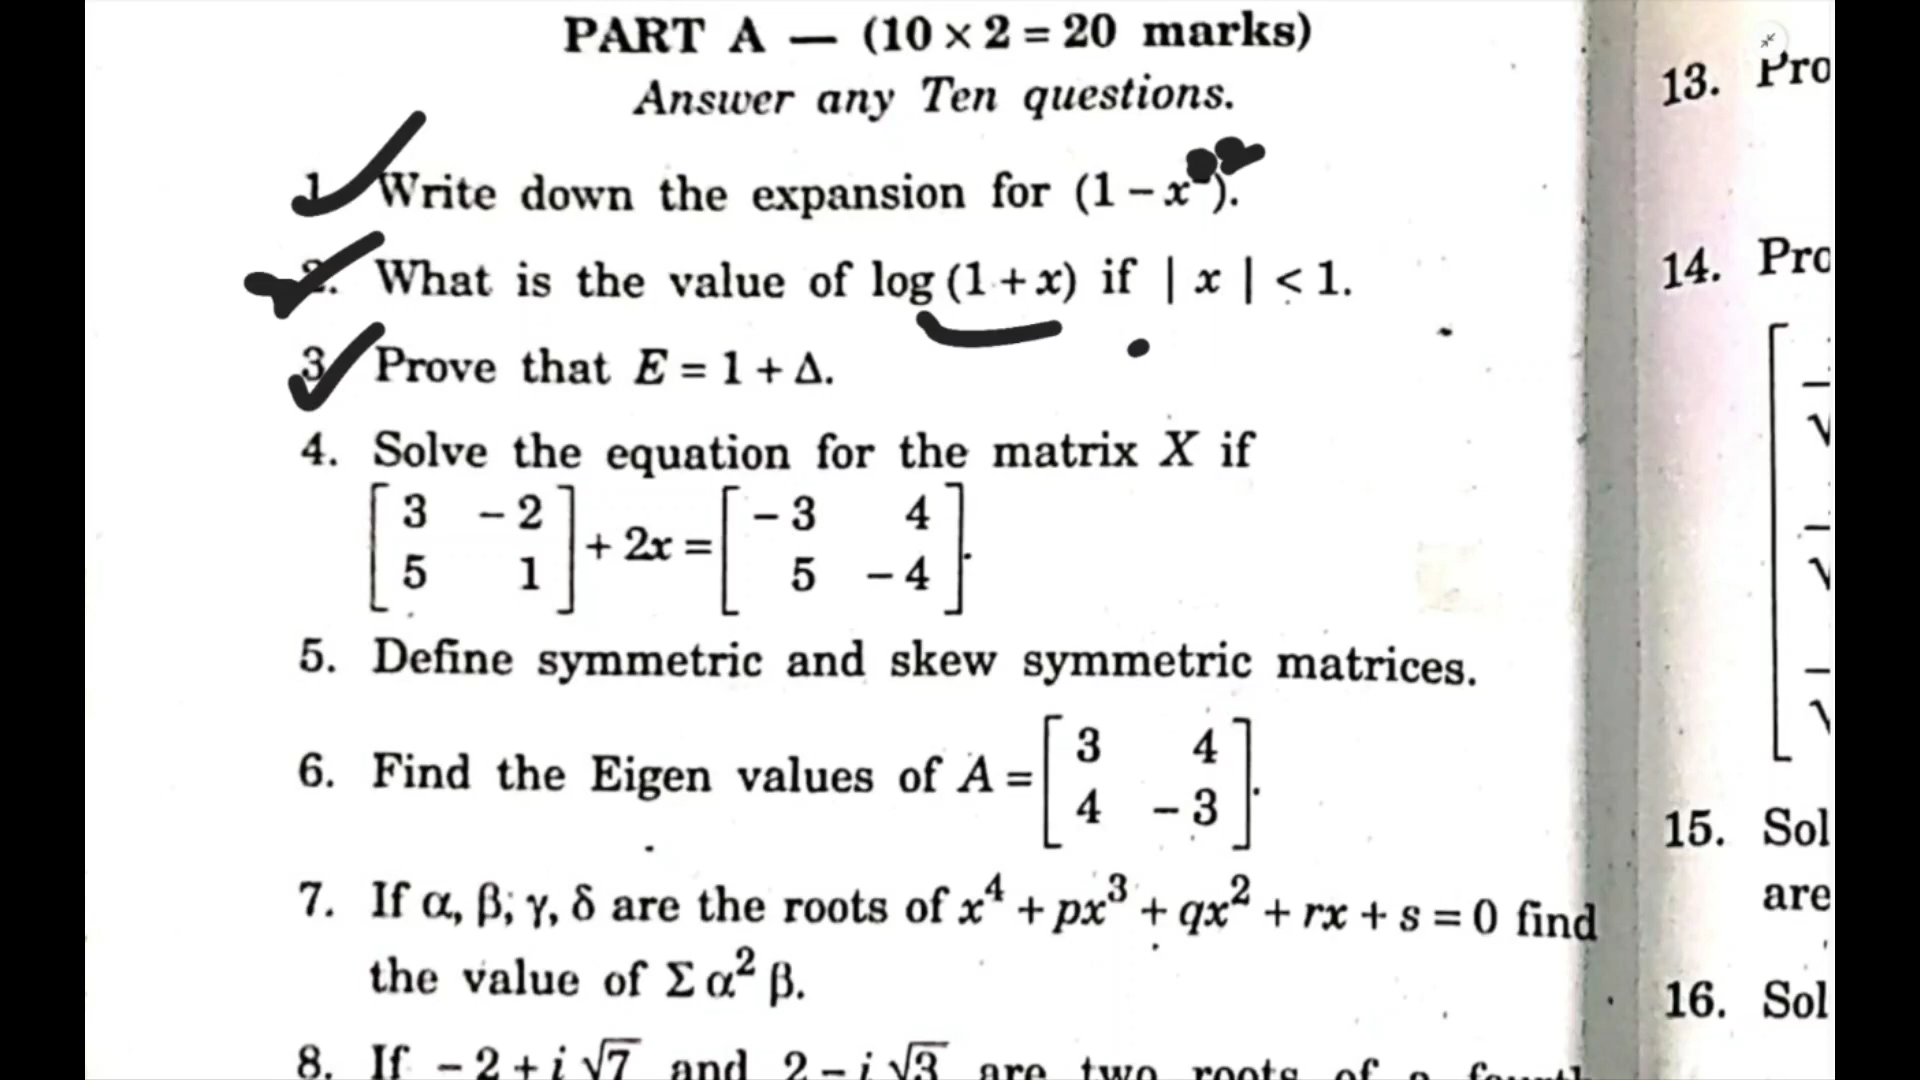 PART A — (10 × 2 = 20 marks)
Answer any Ten questions.
1. Write down the expansion for (1 – x
2. What is the value of log (1 + x) if | x | < 1.
3. Prove that E = 1 + Δ.
4. Solve the equation for the matrix X if
[ 3 – 2 ] + 2x = [ – 3 4 ].
[ 5 1 ] [ 5 – 4 ]
5. Define symmetric and skew symmetric matrices.
6. Find the Eigen values of A = [ 3 4 ].
[ 4 – 3 ]
7. If α, β, γ, δ are the roots of x⁴ + px³ + qx² + rx + s = 0 find
the value of Σ α² β.
8. If – 2 + i √7 and 2 – i √3 are two roots of a
13. Pro
14. Pro
15. Sol
are
16. Sol